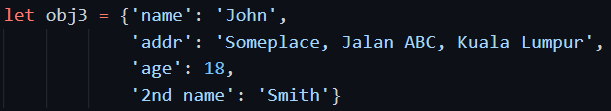 let obj3 = {'name': 'John',
'addr': 'Someplace, Jalan ABC, Kuala Lumpur',
'age': 18,
'2nd name': 'Smith'}